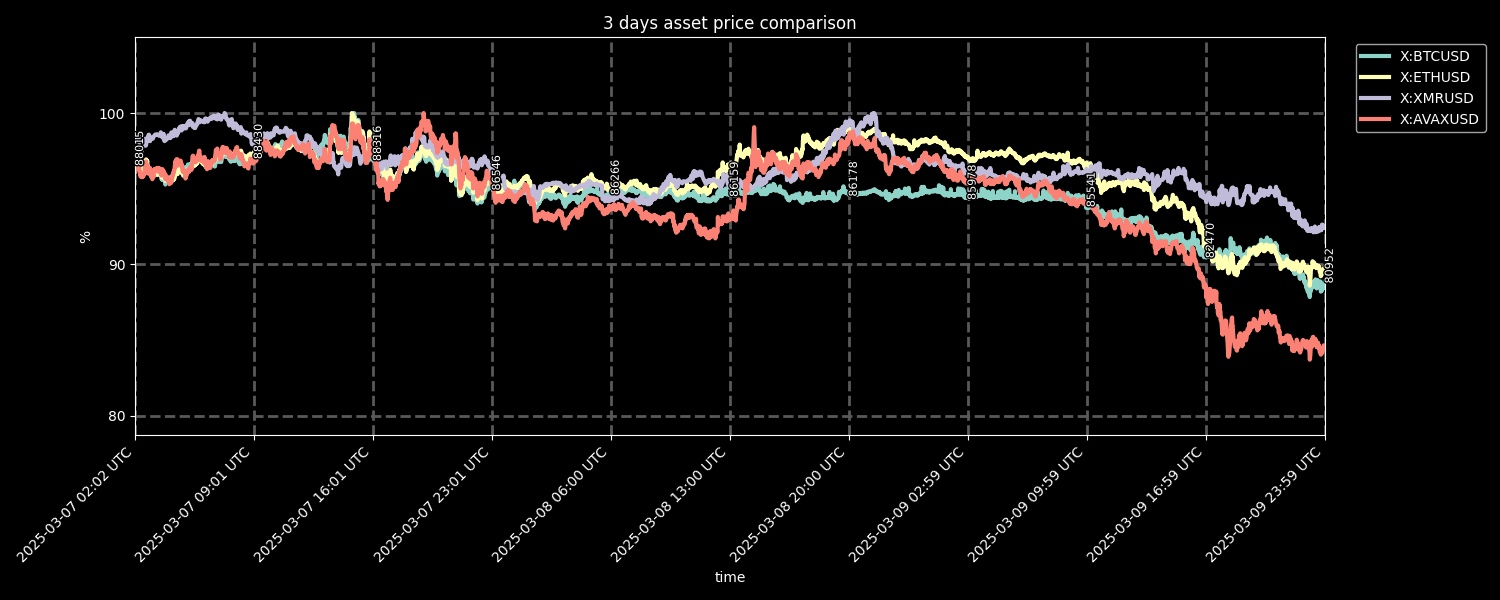 3 days asset price comparison
X:BTCUSD
X:ETHUSD
X:XMRUSD
X:AVAXUSD
%
100
90
80
88430
88316
86546
86266
86159
86178
85978
82470
80952
2025-03-07 02:02 UTC
2025-03-07 09:01 UTC
2025-03-07 16:01 UTC
2025-03-07 23:01 UTC
2025-03-08 06:00 UTC
2025-03-08 13:00 UTC
2025-03-08 20:00 UTC
2025-03-09 02:59 UTC
2025-03-09 09:59 UTC
2025-03-09 16:59 UTC
2025-03-09 23:59 UTC
time